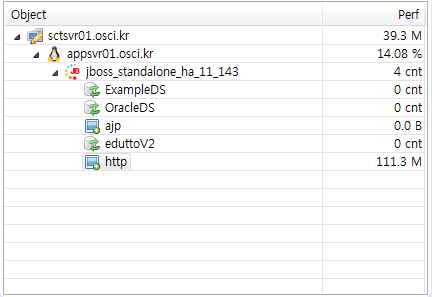 Object Perf
sctsvr01.osci.kr 39.3 M
appsvr01.osci.kr 14.08 %
jboss_standalone_ha_11_143 4 cnt
ExampleDS 0 cnt
OracleDS 0 cnt
ajp 0.0 B
eduttoV2 0 cnt
http 111.3 M